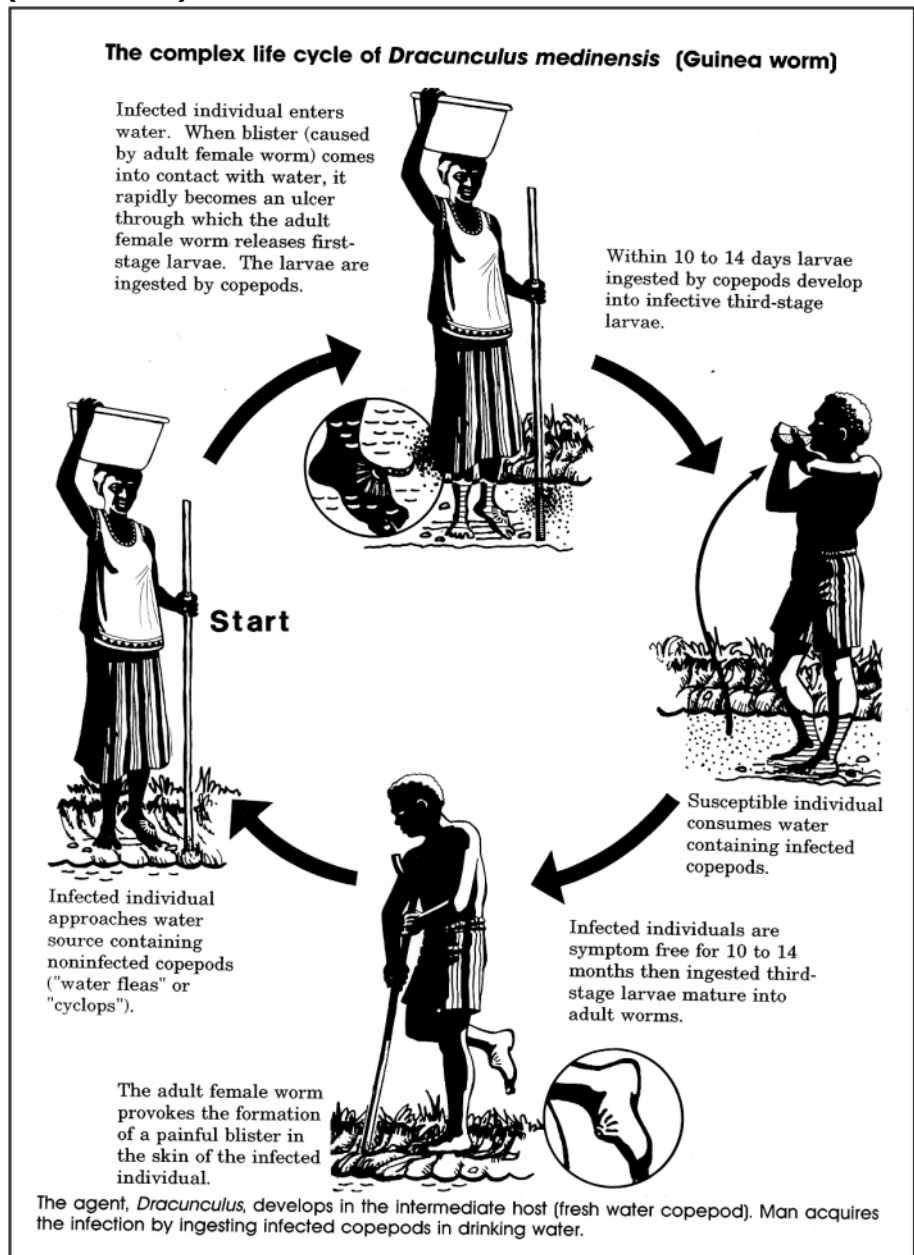 The complex life cycle of Dracunculus medinensis (Guinea worm)
Infected individual enters
water. When blister (caused
by adult female worm) comes
into contact with water, it
rapidly becomes an ulcer
through which the adult
female worm releases first-
stage larvae. The larvae are
ingested by copepods.
Within 10 to 14 days larvae
ingested by copepods develop
into infective third-stage
larvae.
Start
Susceptible individual
consumes water
containing infected
copepods.
Infected individuals are
symptom free for 10 to 14
months then ingested third-
stage larvae mature into
adult worms.
The adult female worm
provokes the formation
of a painful blister in
the skin of the infected
individual.
Infected individual
approaches water
source containing
noninfected copepods
("water fleas" or
"cyclops").
The agent, Dracunculus, develops in the intermediate host (fresh water copepod). Man acquires
the infection by ingesting infected copepods in drinking water.